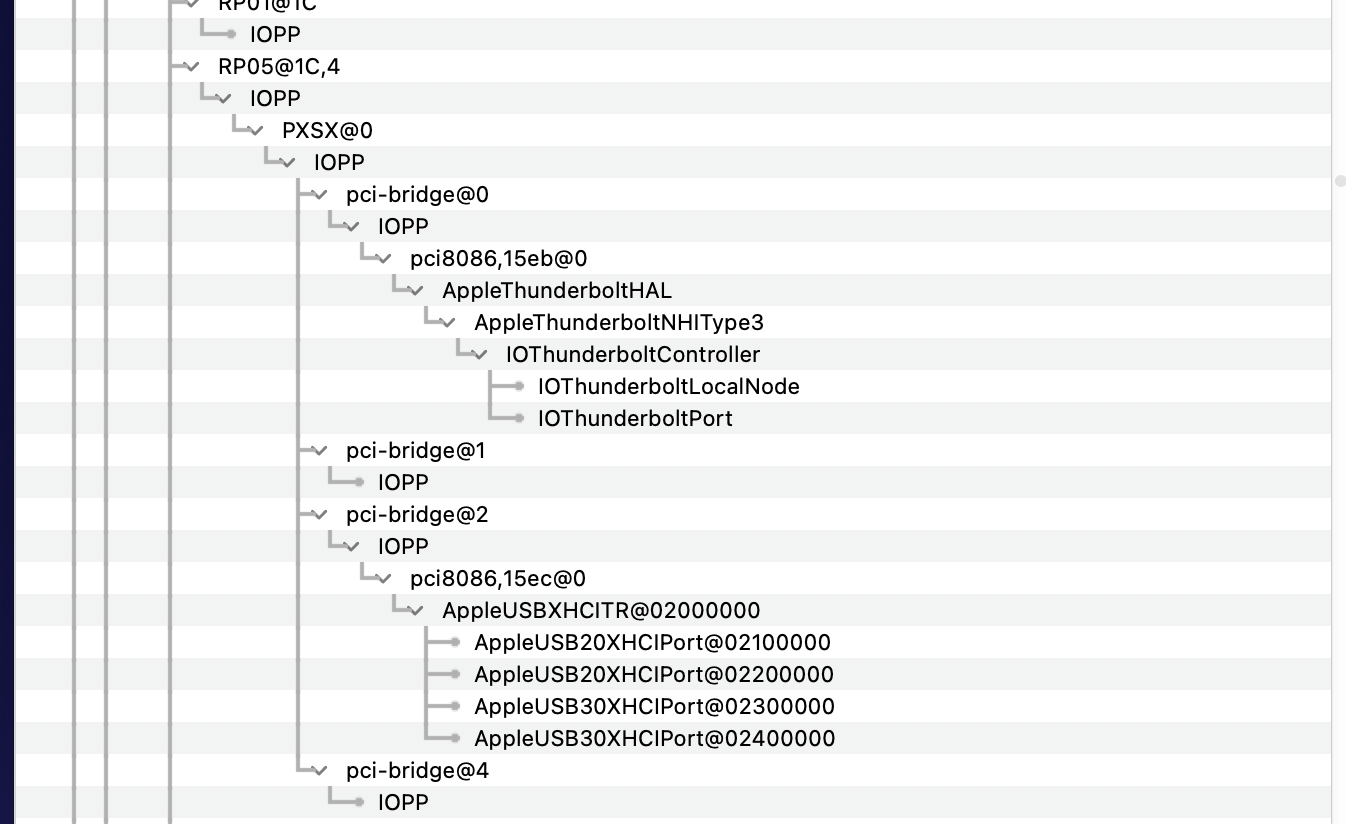 RP01@1C
IOPP
RP05@1C,4
IOPP
PXSX@0
IOPP
pci-bridge@0
IOPP
pci8086,15eb@0
AppleThunderboltHAL
AppleThunderboltNHIType3
IOThunderboltController
IOThunderboltLocalNode
IOThunderboltPort
pci-bridge@1
IOPP
pci-bridge@2
IOPP
pci8086,15ec@0
AppleUSBXHCITR@02000000
AppleUSB20XHCIPort@02100000
AppleUSB20XHCIPort@02200000
AppleUSB30XHCIPort@02300000
AppleUSB30XHCIPort@02400000
pci-bridge@4
IOPP